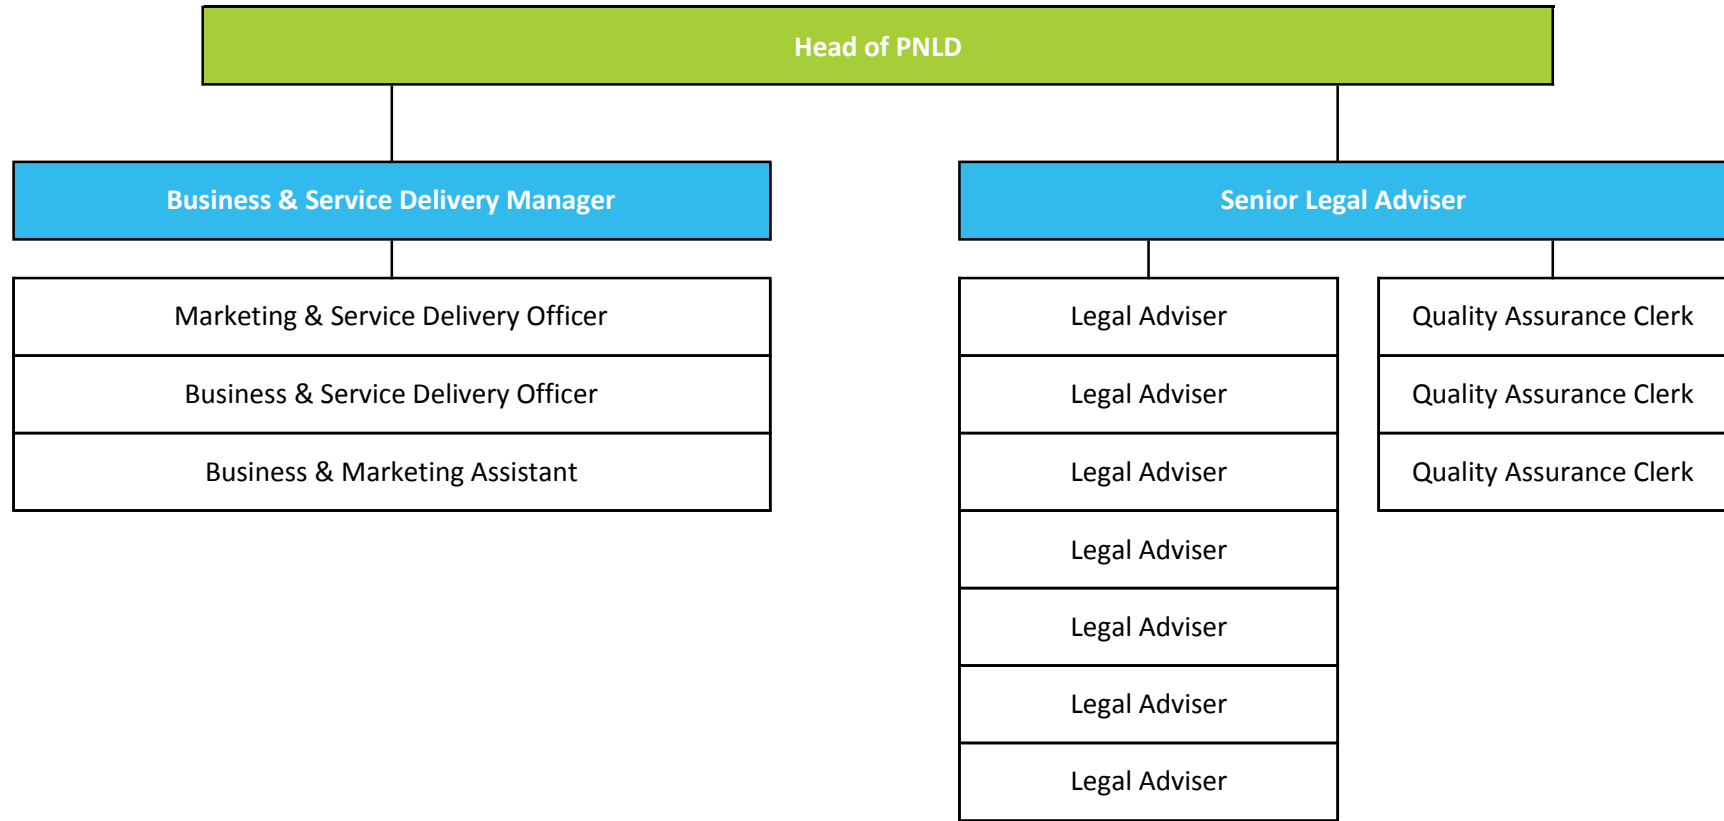 Head of PNLD
Business & Service Delivery Manager
Marketing & Service Delivery Officer
Business & Service Delivery Officer
Business & Marketing Assistant
Senior Legal Adviser
Legal Adviser
Legal Adviser
Legal Adviser
Legal Adviser
Legal Adviser
Legal Adviser
Legal Adviser
Quality Assurance Clerk
Quality Assurance Clerk
Quality Assurance Clerk